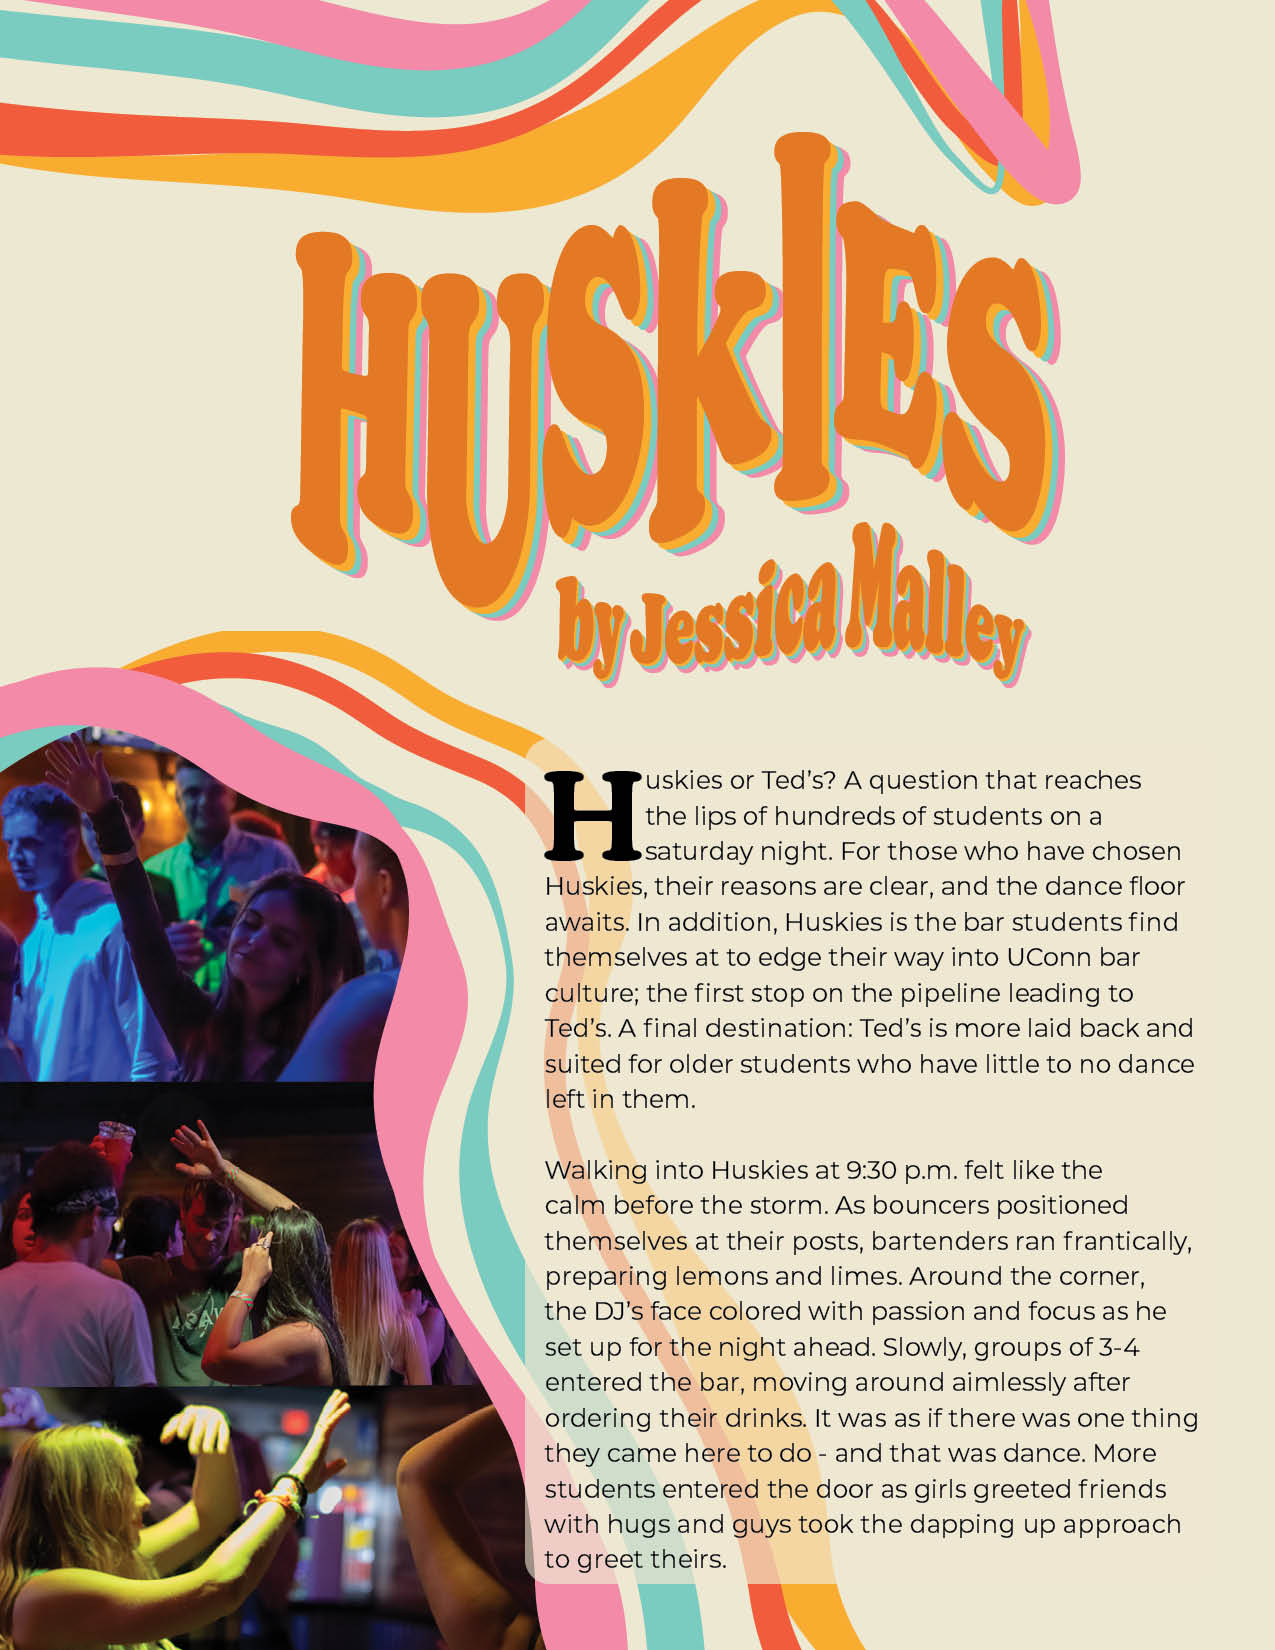 HUSKIES
by Jessica Malley
Huskies or Ted's? A question that reaches
the lips of hundreds of students on a
saturday night. For those who have chosen
Huskies, their reasons are clear, and the dance floor
awaits. In addition, Huskies is the bar students find
themselves at to edge their way into UConn bar
culture; the first stop on the pipeline leading to
Ted's. A final destination: Ted's is more laid back and
suited for older students who have little to no dance
left in them.
Walking into Huskies at 9:30 p.m. felt like the
calm before the storm. As bouncers positioned
themselves at their posts, bartenders ran frantically,
preparing lemons and limes. Around the corner,
the DJ's face colored with passion and focus as he
set up for the night ahead. Slowly, groups of 3-4
entered the bar, moving around aimlessly after
ordering their drinks. It was as if there was one thing
they came here to do - and that was dance. More
students entered the door as girls greeted friends
with hugs and guys took the dapping up approach
to greet theirs.